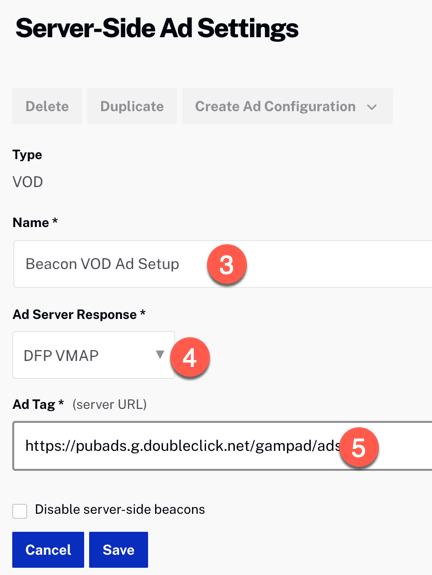 Server-Side Ad Settings
Delete Duplicate Create Ad Configuration
Type
VOD
Name *
Beacon VOD Ad Setup 3
Ad Server Response *
DFP VMAP 4
Ad Tag * (server URL)
https://pubads.g.doubleclick.net/gampad/ads 5
Disable server-side beacons
Cancel Save